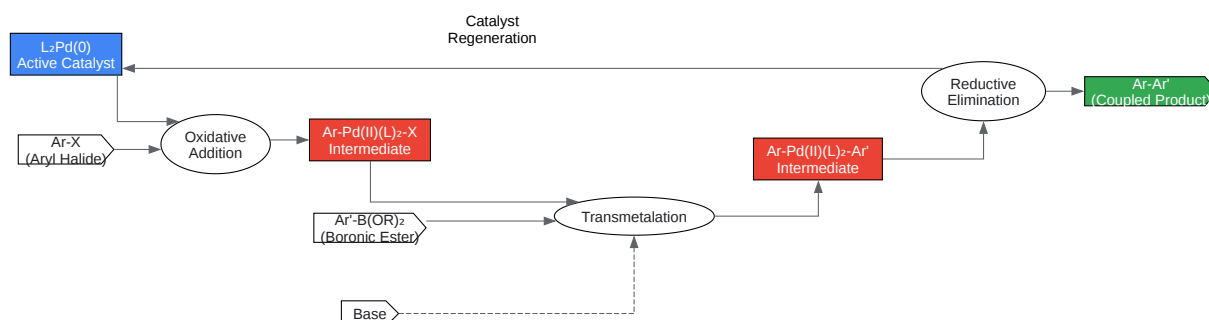 Catalyst
Regeneration
L₂Pd(0)
Active Catalyst
Ar-X
(Aryl Halide)
Oxidative
Addition
Ar-Pd(II)(L)₂-X
Intermediate
Ar'-B(OR)₂
(Boronic Ester)
Base
Transmetalation
Ar-Pd(II)(L)₂-Ar'
Intermediate
Reductive
Elimination
Ar-Ar'
(Coupled Product)